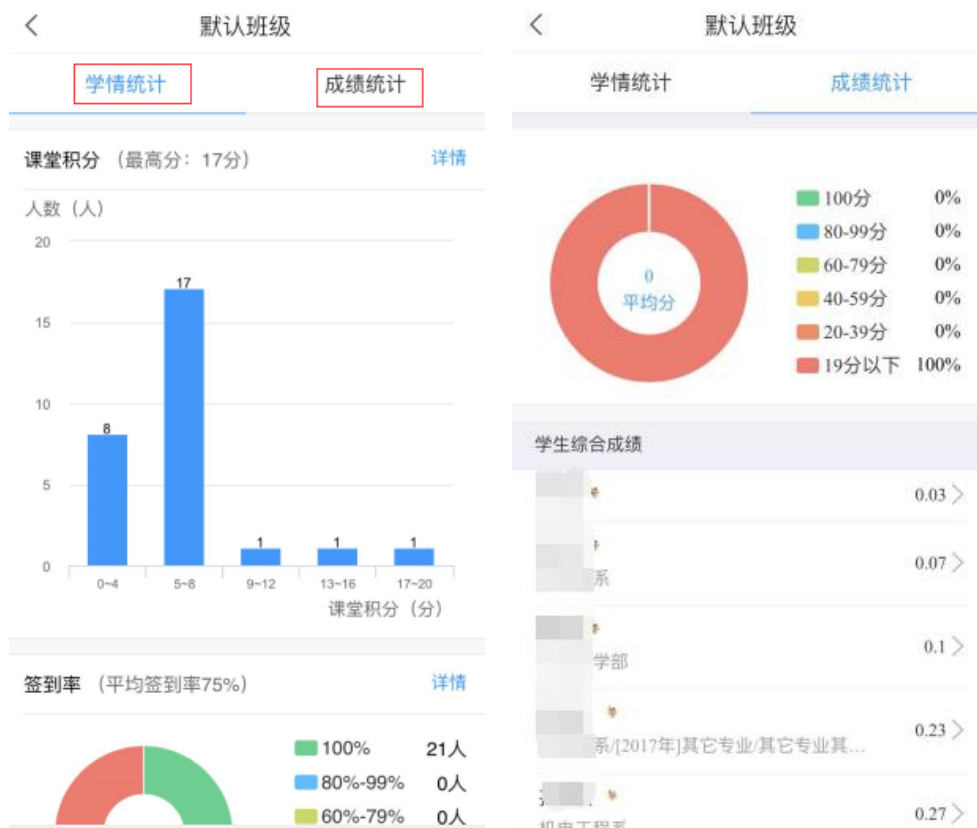 默认班级
学情统计 成绩统计
课堂积分 （最高分：17分） 详情
人数（人）
20
15
10
5
0
8
17
1
1
1
0~4 5~8 9~12 13~16 17~20
课堂积分（分）
签到率 （平均签到率75%） 详情
100% 21人
80%-99% 0人
60%-79% 0人
默认班级
学情统计 成绩统计
0
平均分
100分 0%
80-99分 0%
60-79分 0%
40-59分 0%
20-39分 0%
19分以下 100%
学生综合成绩
0.03
0.07
系
0.1
学部
0.23
系/[2017年]其它专业/其它专业其...
0.27
机电工程系